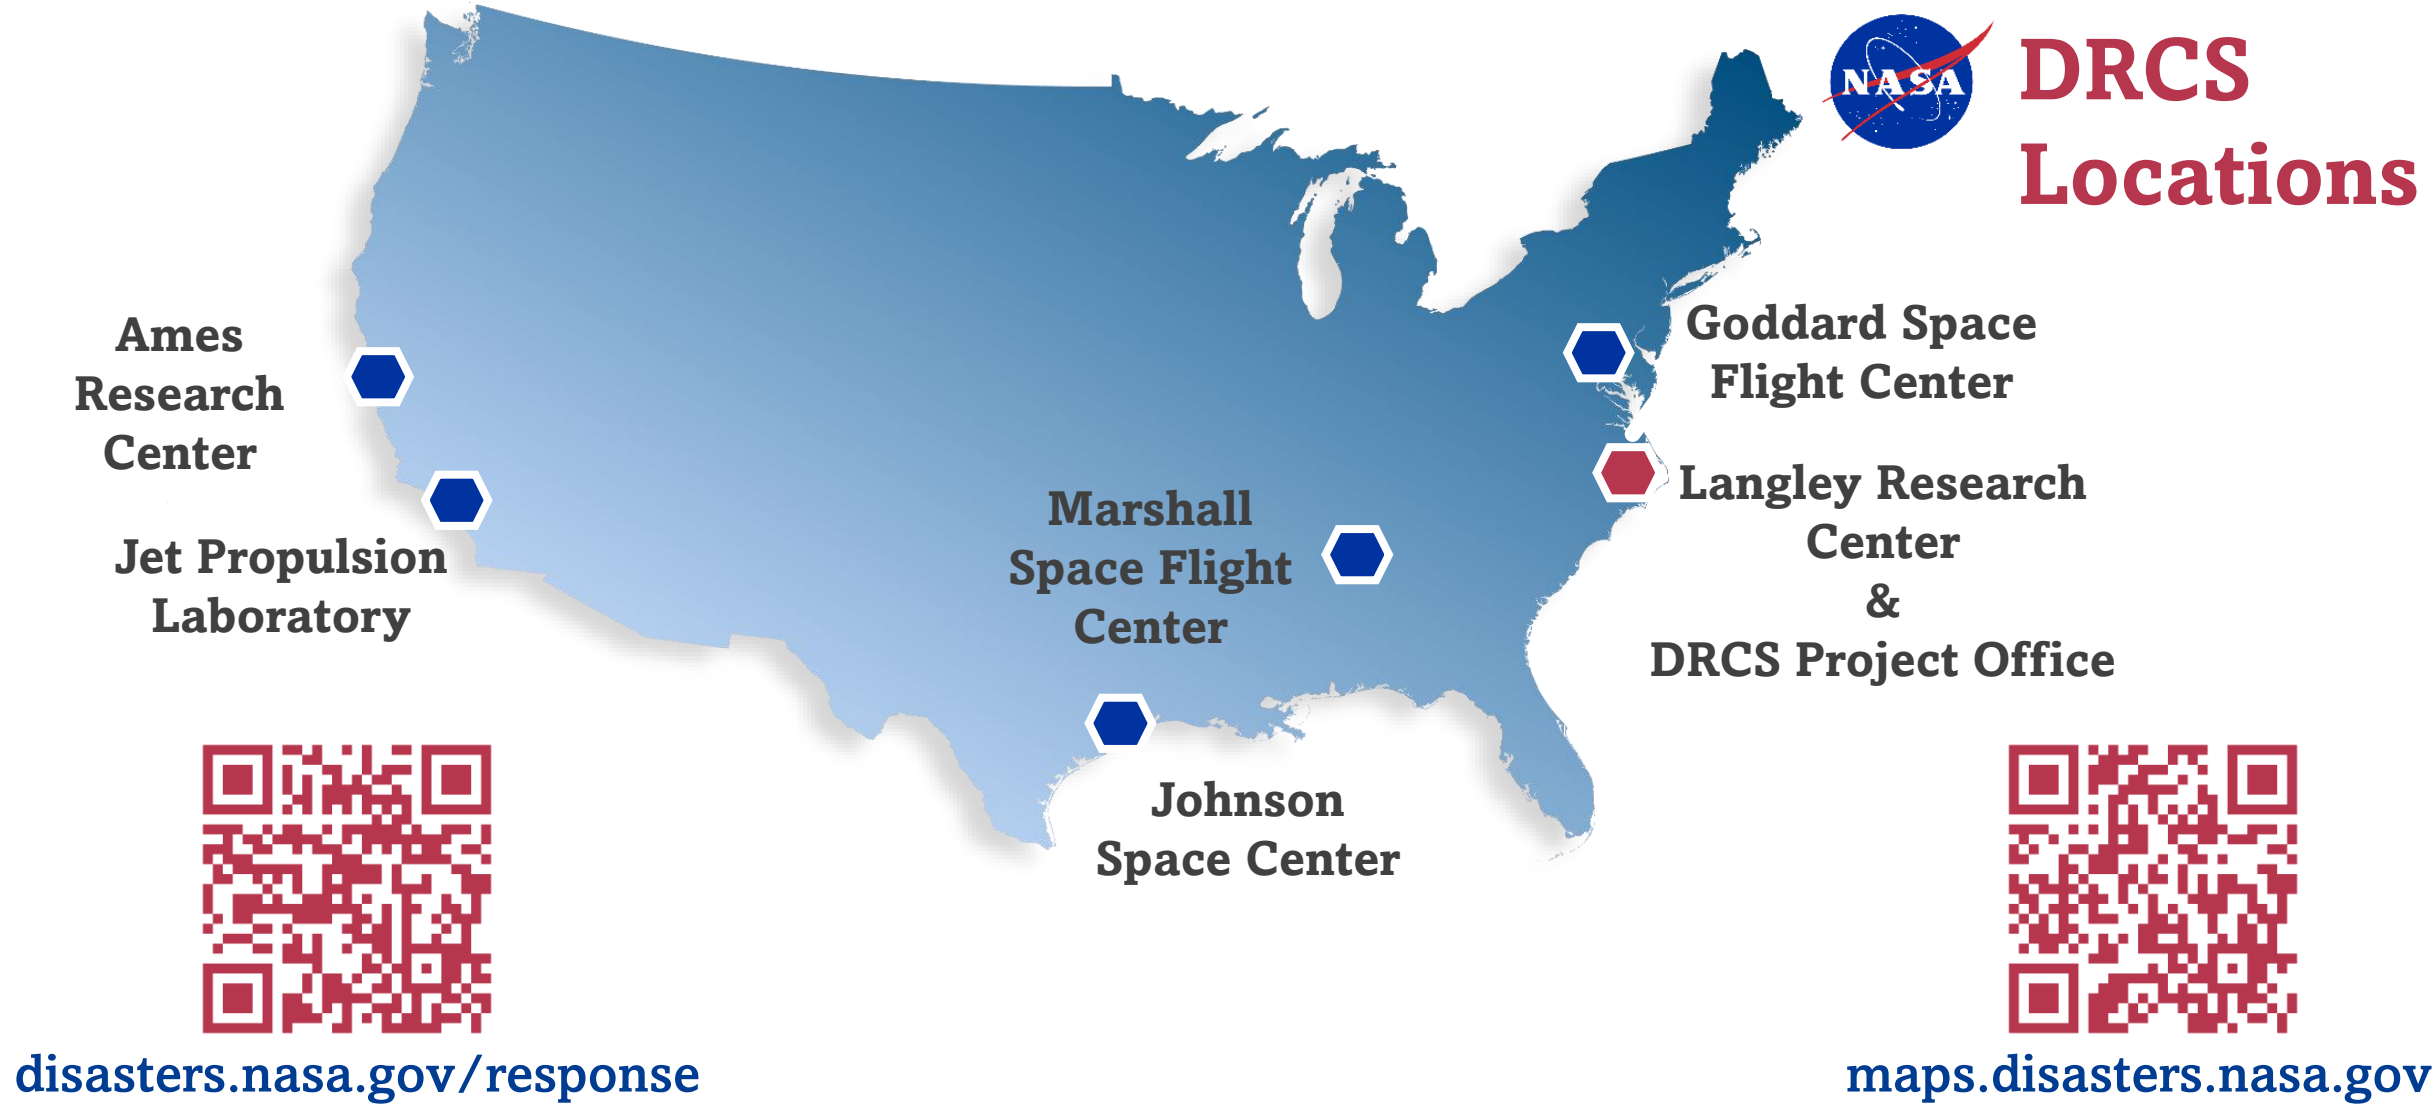 NASA
DRCS
Locations
Ames
Research
Center
Jet Propulsion
Laboratory
Marshall
Space Flight
Center
Johnson
Space Center
Goddard Space
Flight Center
Langley Research
Center
&
DRCS Project Office
disasters.nasa.gov/response
maps.disasters.nasa.gov